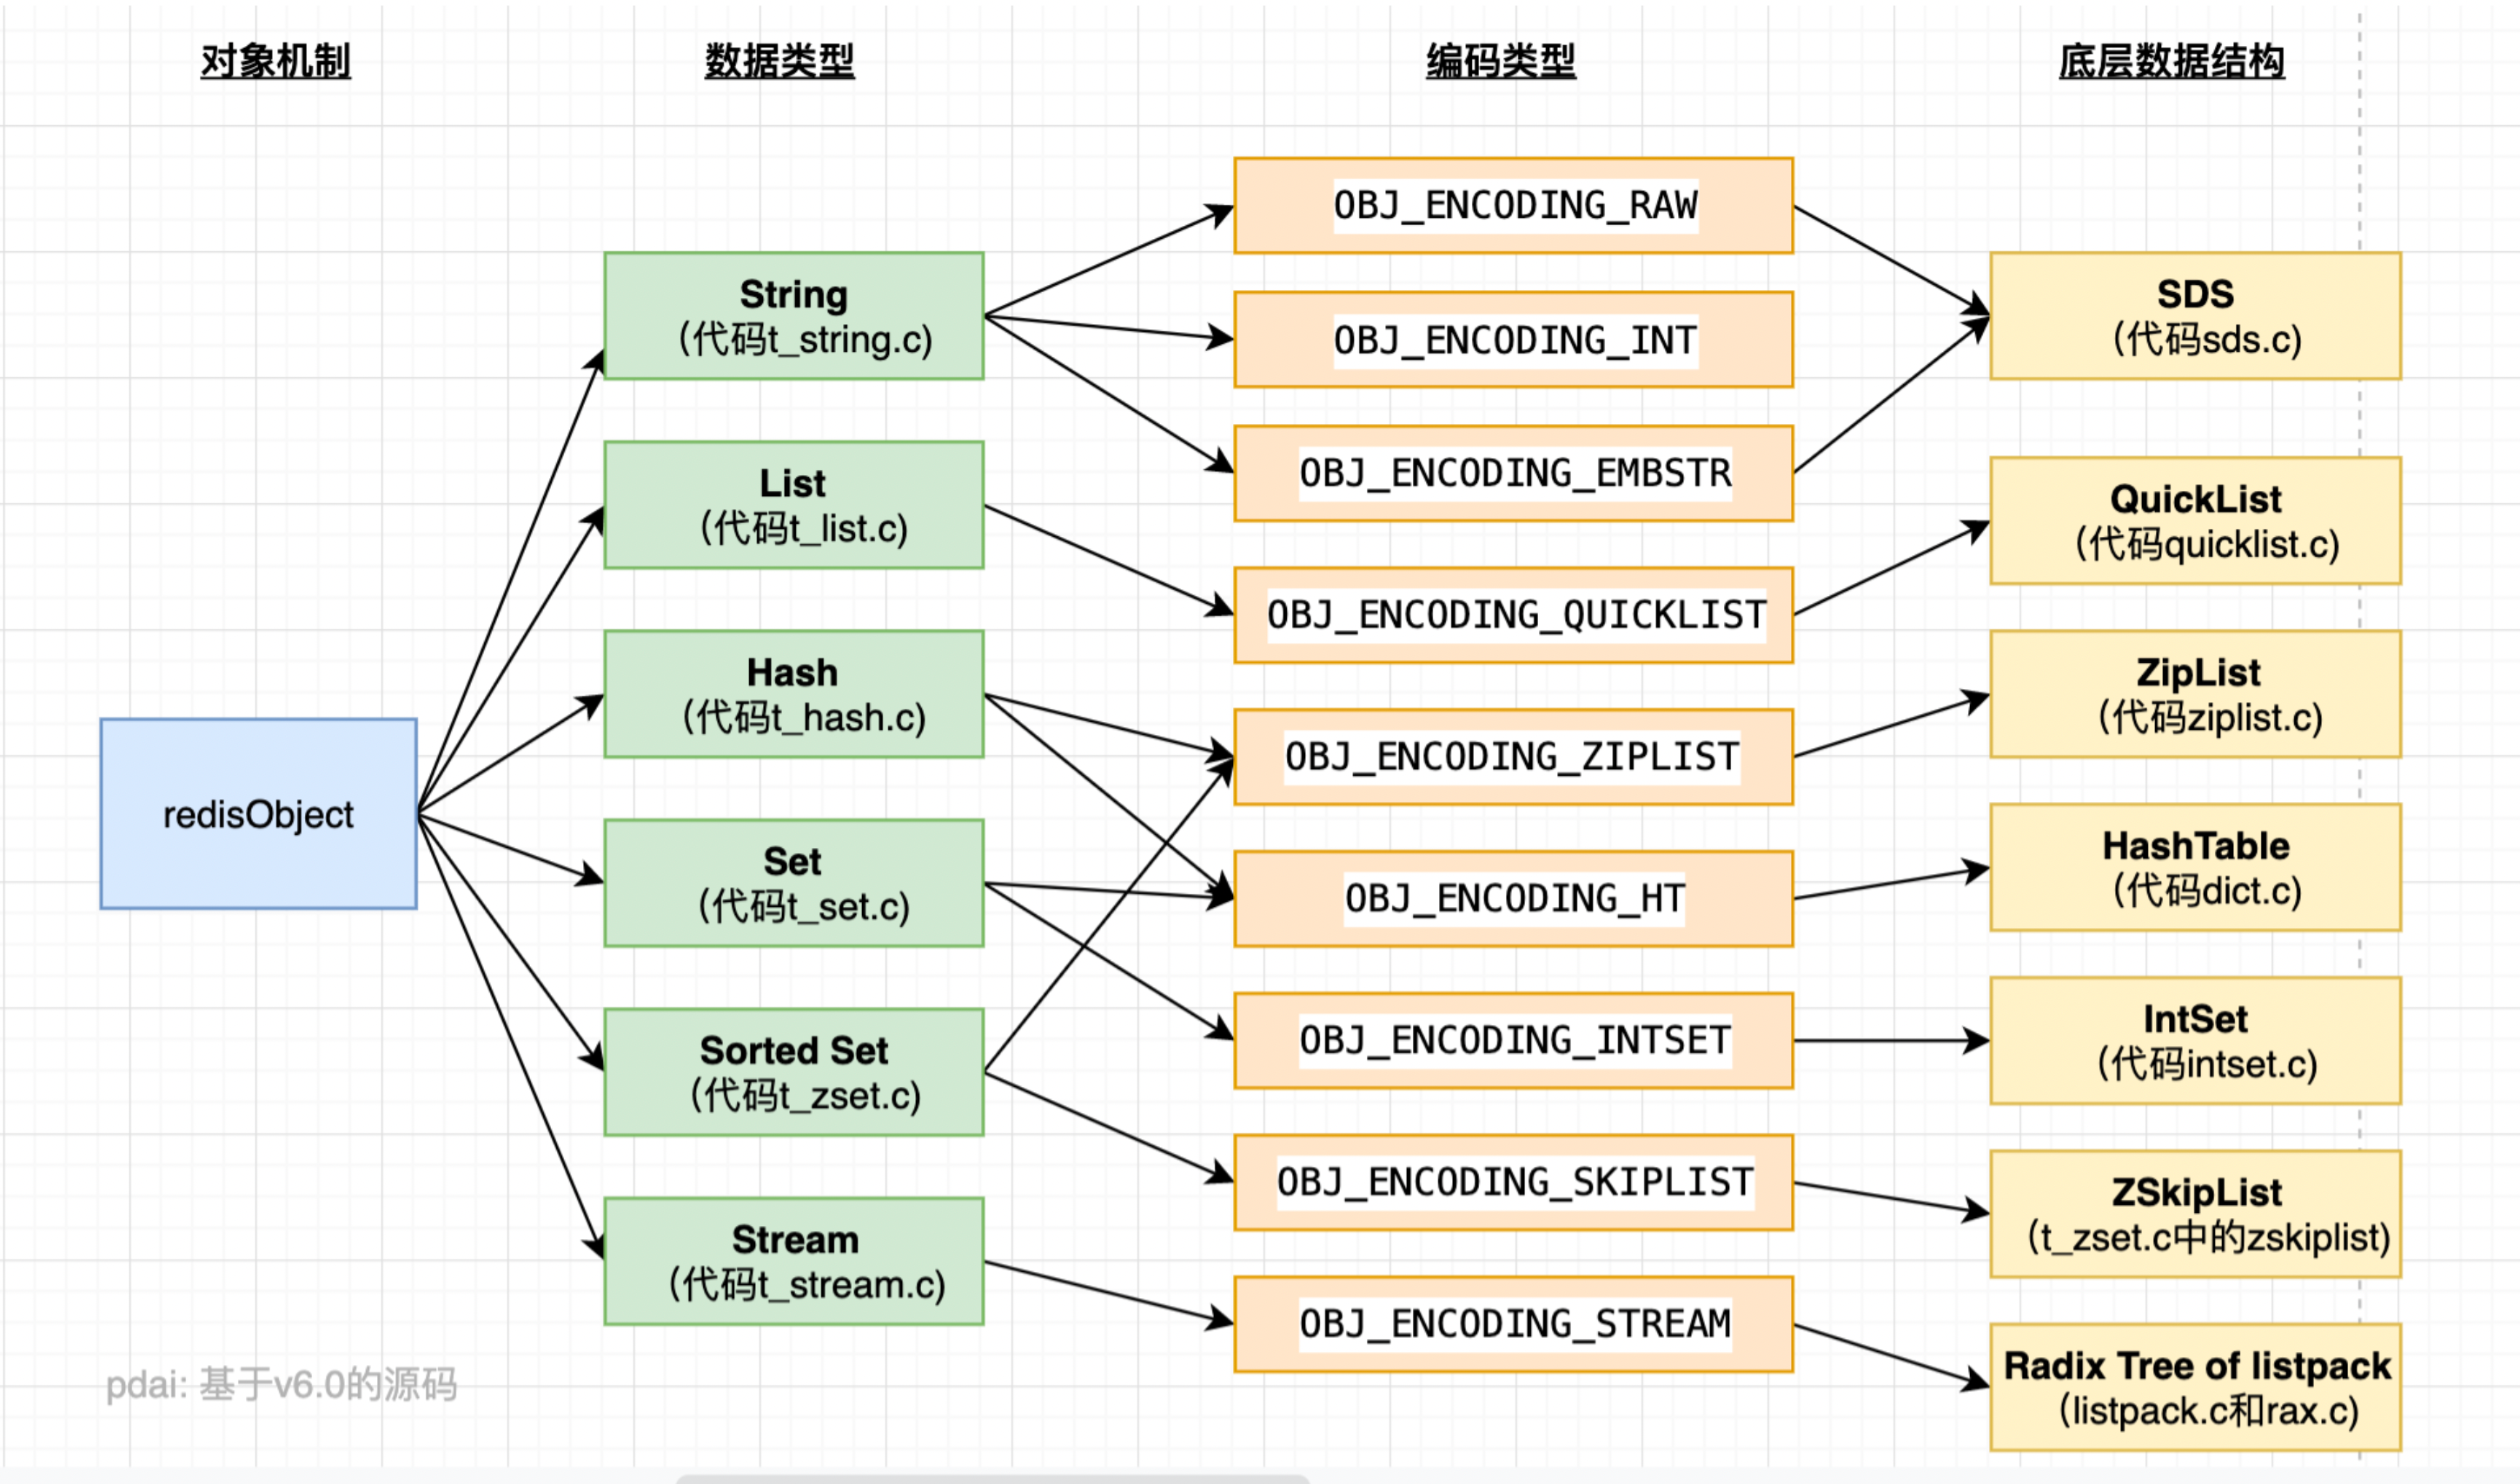 对象机制
数据类型
编码类型
底层数据结构
redisObject
String
(代码t_string.c)
List
(代码t_list.c)
Hash
(代码t_hash.c)
Set
(代码t_set.c)
Sorted Set
(代码t_zset.c)
Stream
(代码t_stream.c)
OBJ_ENCODING_RAW
OBJ_ENCODING_INT
OBJ_ENCODING_EMBSTR
OBJ_ENCODING_QUICKLIST
OBJ_ENCODING_ZIPLIST
OBJ_ENCODING_HT
OBJ_ENCODING_INTSET
OBJ_ENCODING_SKIPLIST
OBJ_ENCODING_STREAM
SDS
(代码sds.c)
QuickList
(代码quicklist.c)
ZipList
(代码ziplist.c)
HashTable
(代码dict.c)
IntSet
(代码intset.c)
ZSkipList
(t_zset.c中的zskiplist)
Radix Tree of listpack
(listpack.c和rax.c)
pdai: 基于v6.0的源码